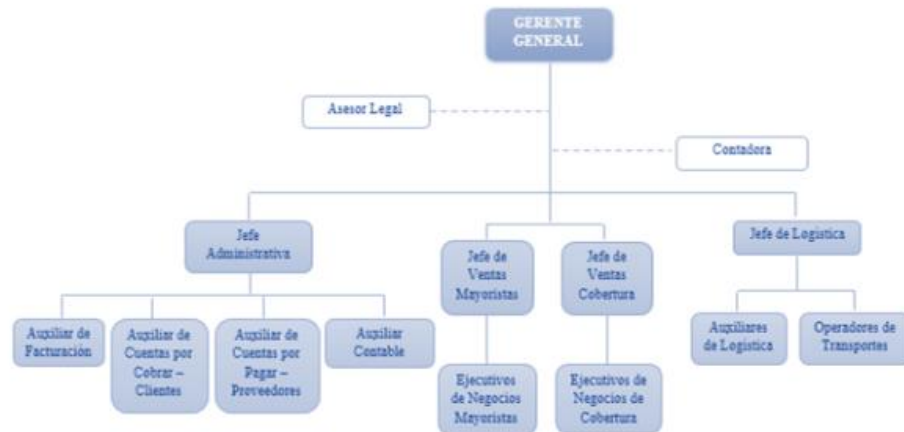 GERENTE
GENERAL
Asesor Legal
Contadora
Jefe
Administrativa
Jefe de
Ventas
Mayoristas
Jefe de
Ventas
Cobertura
Jefe de Logística
Auxiliar de
Facturación
Auxiliar de
Cuentas por
Cobrar –
Clientes
Auxiliar de
Cuentas por
Pagar –
Proveedores
Auxiliar
Contable
Ejecutivos
de Negocios
Mayoristas
Ejecutivos de
Negocios de
Cobertura
Auxiliares
de Logística
Operadores de
Transportes